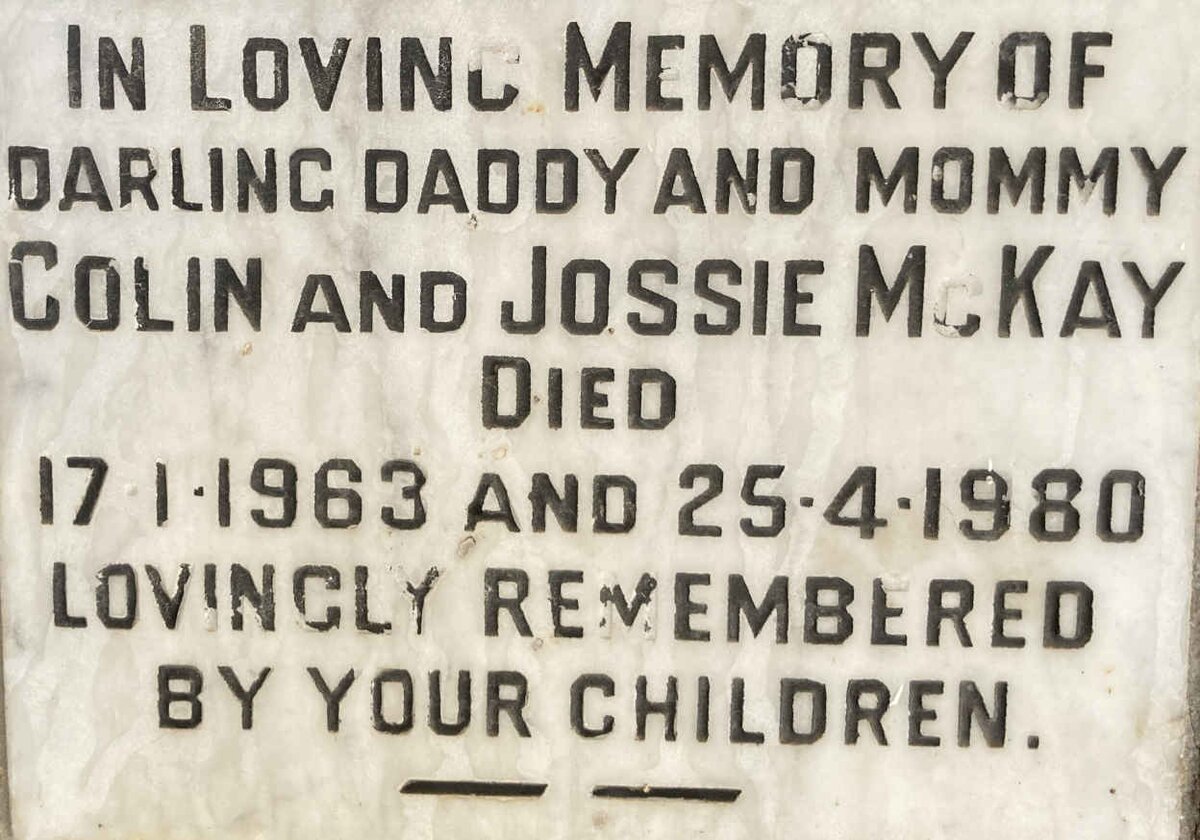 IN LOVING MEMORY OF
DARLING DADDY AND MOMMY
COLIN AND JOSSIE McKAY
DIED
17 1·1963 AND 25·4·1980
LOVINGLY REMEMBERED
BY YOUR CHILDREN.